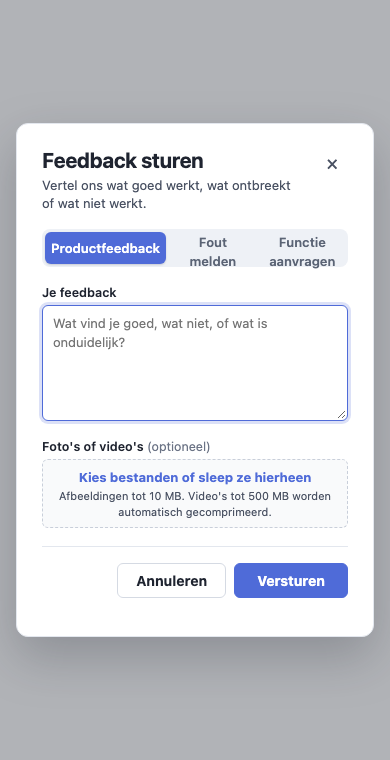 Feedback sturen
×
Vertel ons wat goed werkt, wat ontbreekt
of wat niet werkt.
Productfeedback
Fout
melden
Functie
aanvragen
Je feedback
Wat vind je goed, wat niet, of wat is
onduidelijk?
Foto's of video's (optioneel)
Kies bestanden of sleep ze hierheen
Afbeeldingen tot 10 MB. Video's tot 500 MB worden
automatisch gecomprimeerd.
Annuleren
Versturen